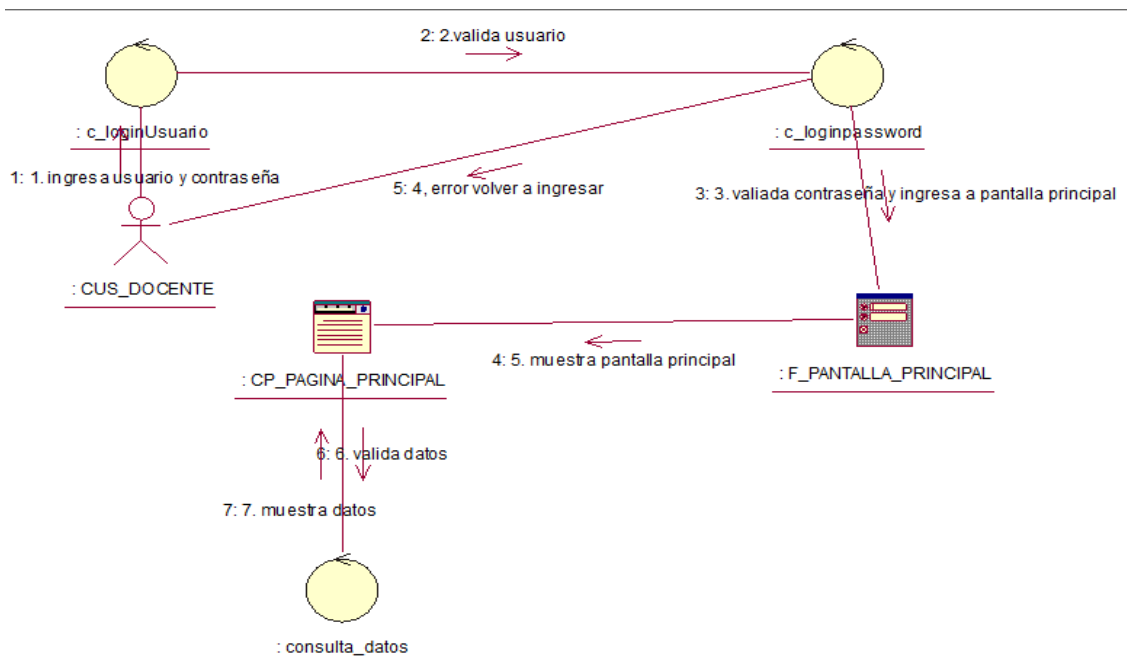 2: 2.valida usuario
: c_loginUsuario
: c_loginpassword
1: 1. ingresa usuario y contraseña
5: 4, error volver a ingresar
3: 3. valiada contraseña y ingresa a pantalla principal
: CUS_DOCENTE
4: 5. muestra pantalla principal
: CP_PAGINA_PRINCIPAL
: F_PANTALLA_PRINCIPAL
6: 6. valida datos
7: 7. muestra datos
: consulta_datos